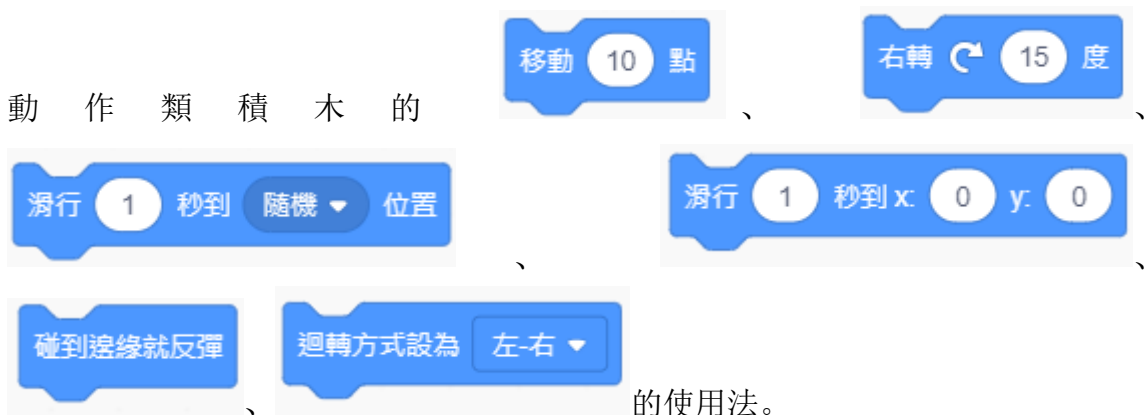 動作類積木的 移動 10 點 、 右轉 15 度 、
滑行 1 秒到 隨機 位置 、 滑行 1 秒到 x: 0 y: 0 、
碰到邊緣就反彈 、 迴轉方式設為 左-右 的使用法。